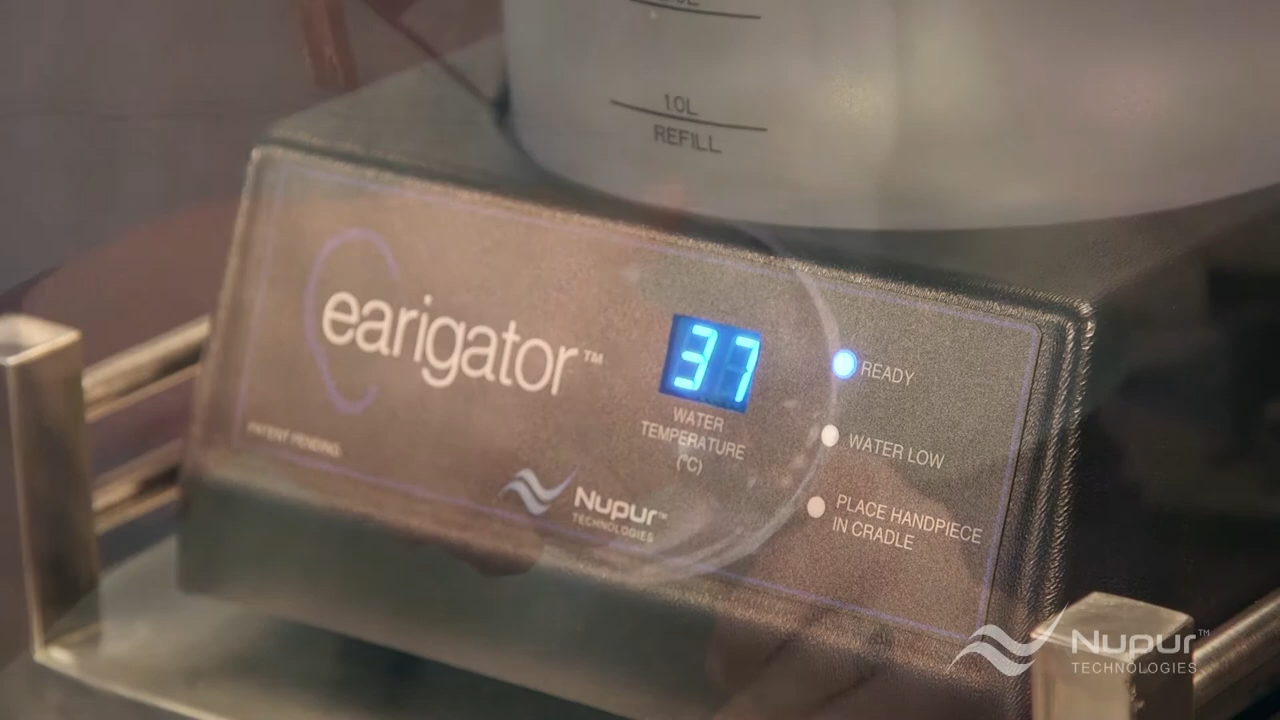 1.0L
REFILL
earigator™
37
WATER
TEMPERATURE
(°C)
READY
WATER LOW
PLACE HANDPIECE
IN CRADLE
PATENT PENDING
Nupur™
TECHNOLOGIES
Nupur™
TECHNOLOGIES